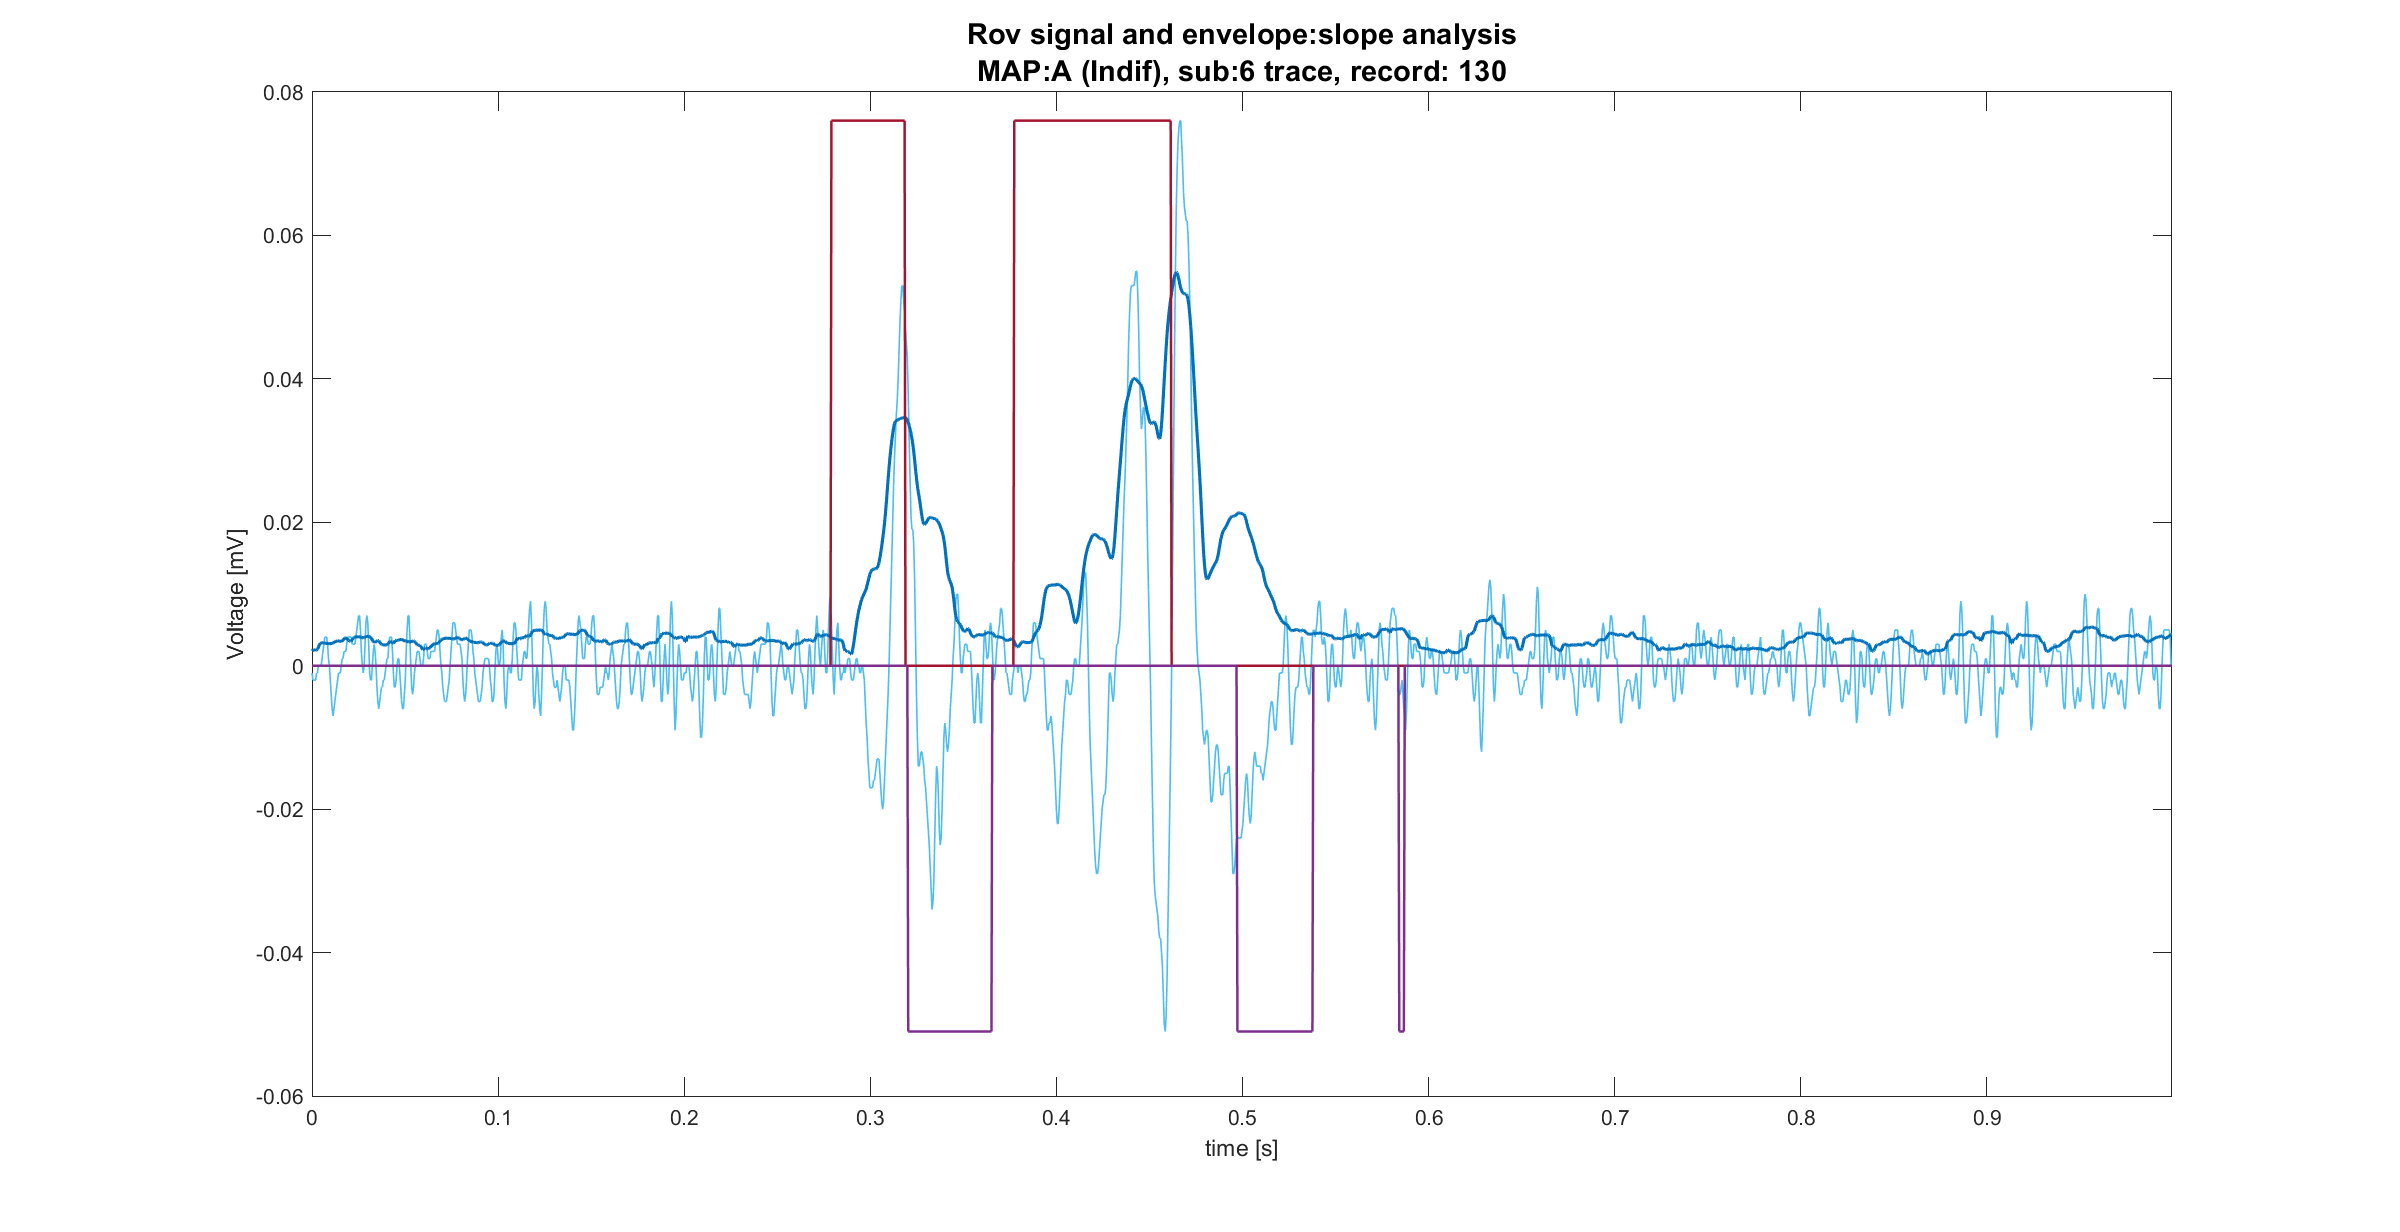 Rov signal and envelope:slope analysis
MAP:A (Indif), sub:6 trace, record: 130
0.08
0.06
0.04
0.02
0
-0.02
-0.04
-0.06
Voltage [mV]
0 0.1 0.2 0.3 0.4 0.5 0.6 0.7 0.8 0.9
time [s]